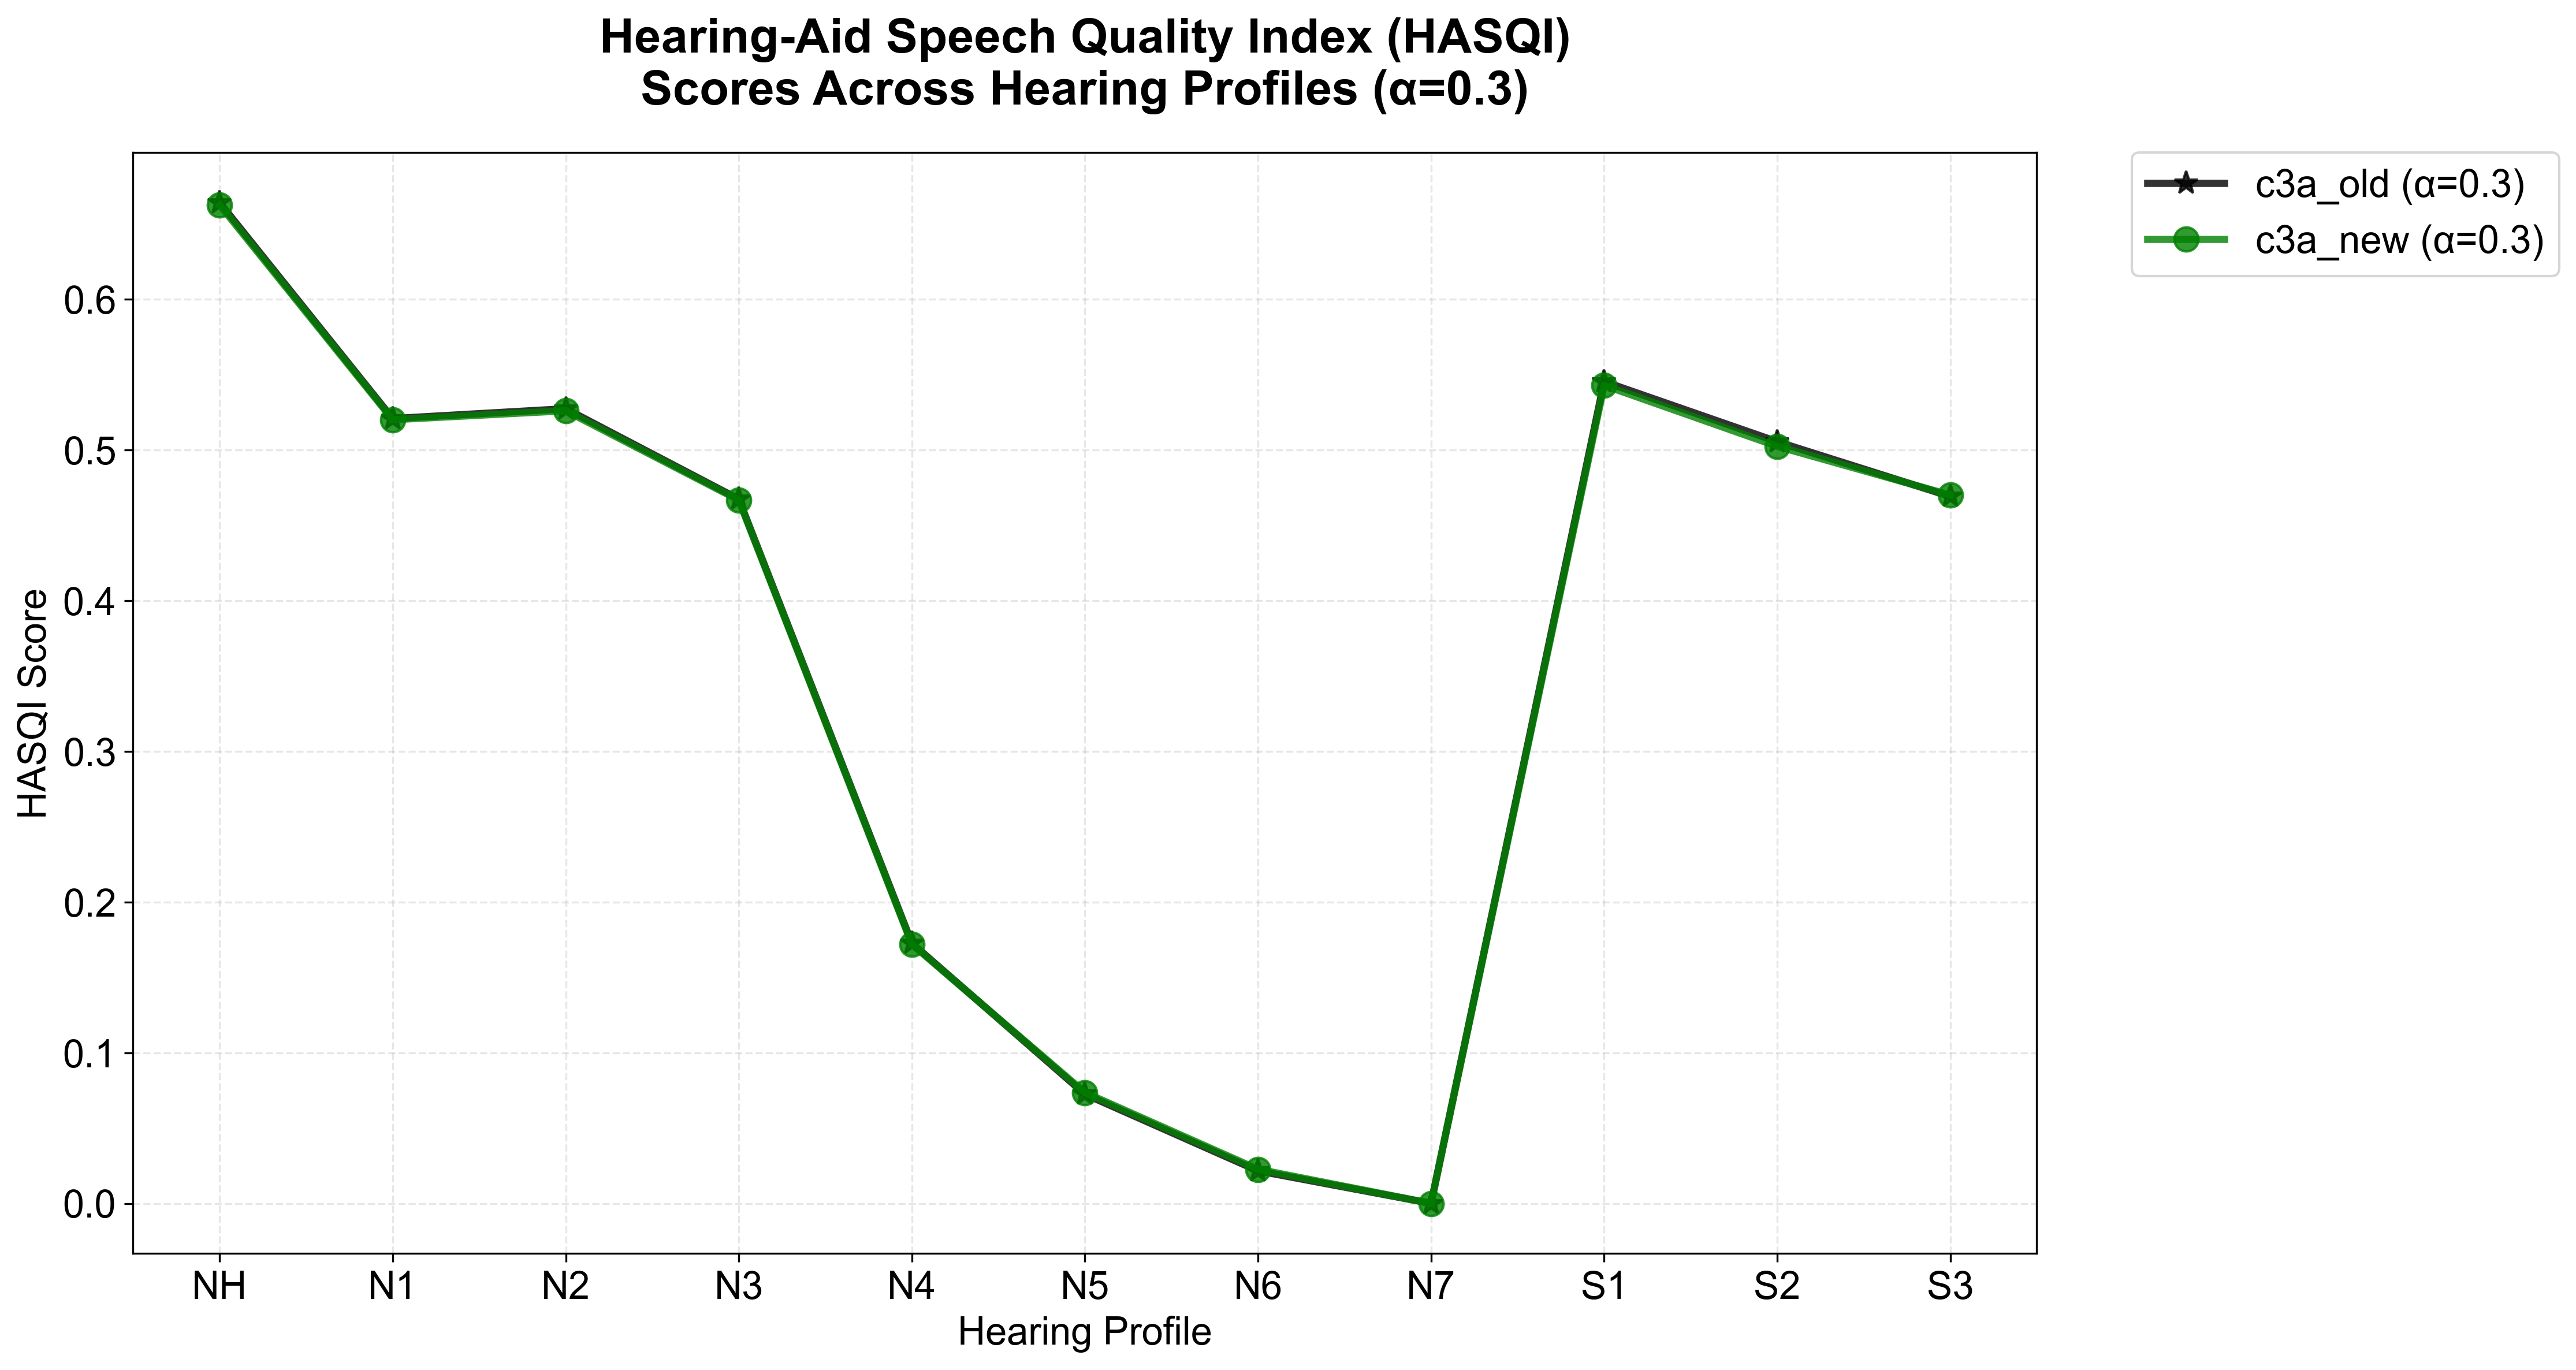 Hearing-Aid Speech Quality Index (HASQI)
Scores Across Hearing Profiles (α=0.3)
c3a_old (α=0.3)
c3a_new (α=0.3)
HASQI Score
0.6
0.5
0.4
0.3
0.2
0.1
0.0
NH N1 N2 N3 N4 N5 N6 N7 S1 S2 S3
Hearing Profile